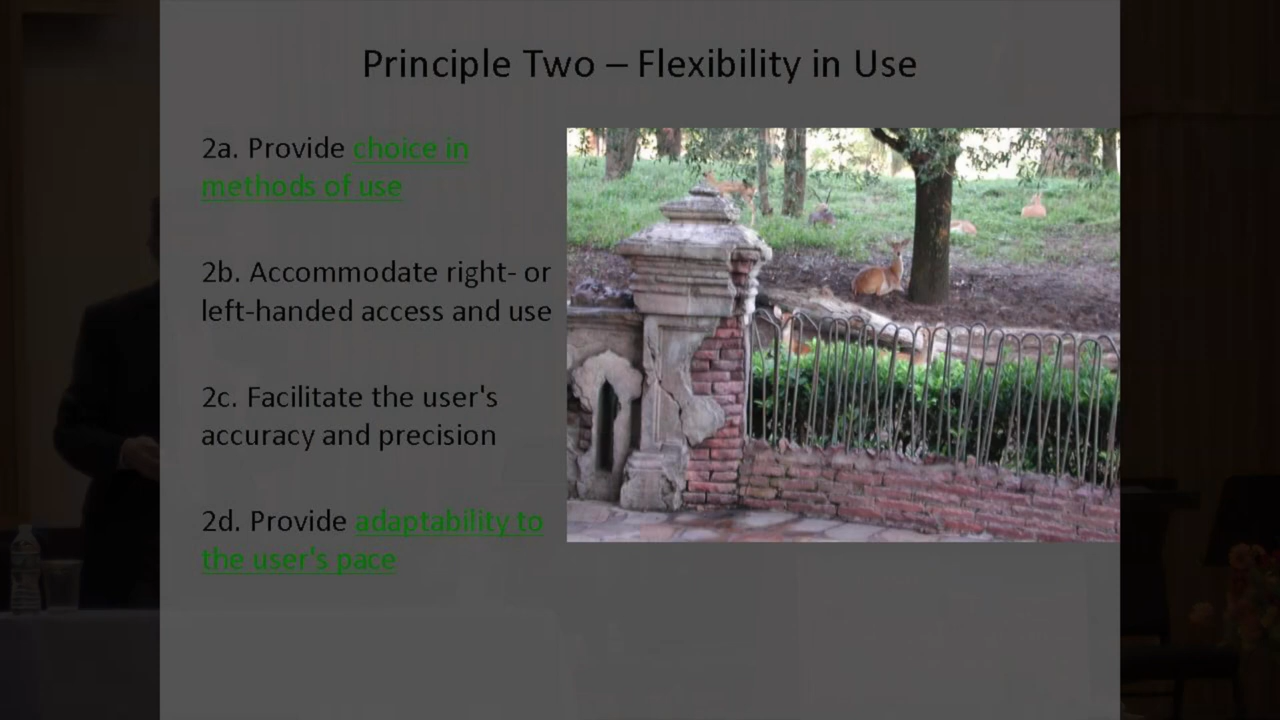 Principle Two – Flexibility in Use
2a. Provide choice in
methods of use
2b. Accommodate right- or
left-handed access and use
2c. Facilitate the user's
accuracy and precision
2d. Provide adaptability to
the user's pace